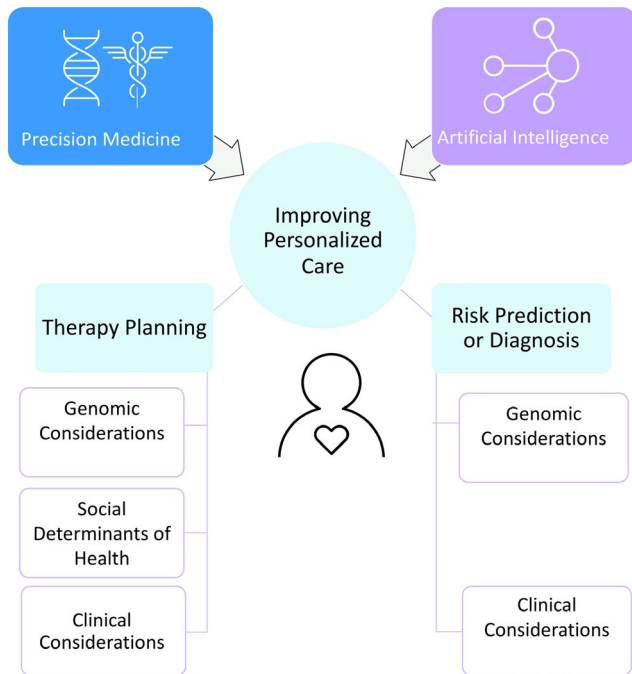 Precision Medicine
Artificial Intelligence
Improving
Personalized
Care
Therapy Planning
Risk Prediction
or Diagnosis
Genomic
Considerations
Genomic
Considerations
Social
Determinants of
Health
Clinical
Considerations
Clinical
Considerations